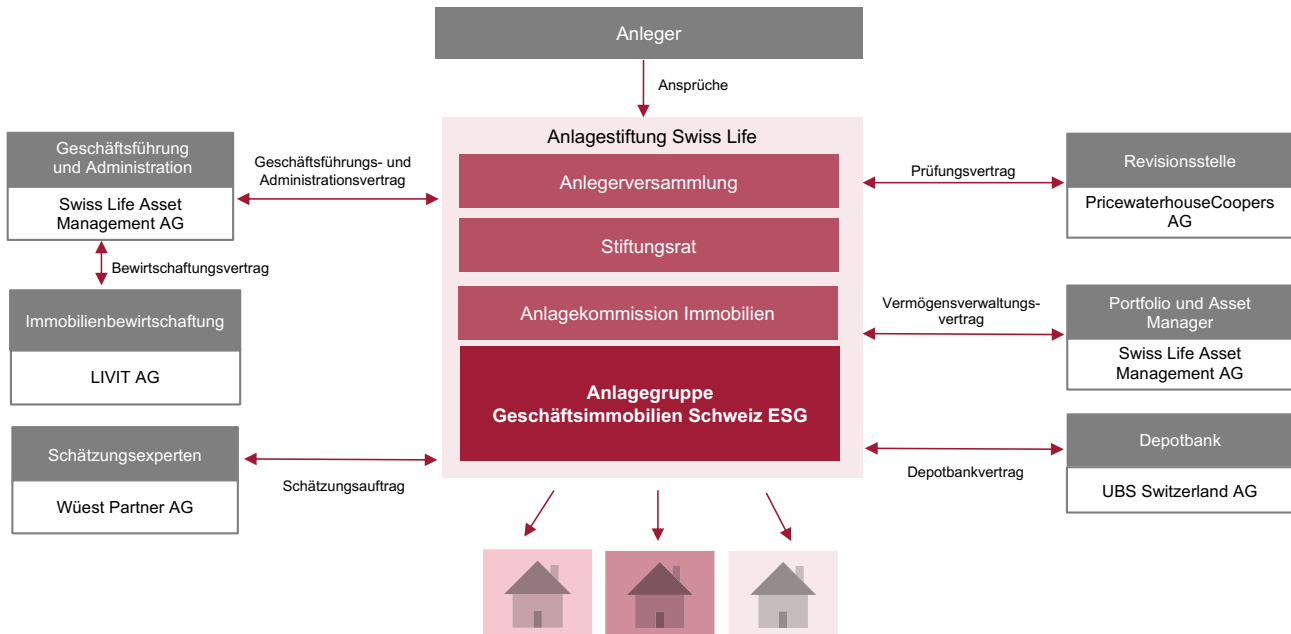 Anleger
Ansprüche
Anlagestiftung Swiss Life
Anlegerversammlung
Stiftungsrat
Anlagekommission Immobilien
Anlagegruppe
Geschäftsimmobilien Schweiz ESG
Geschäftsführung
und Administration
Swiss Life Asset
Management AG
Geschäftsführungs- und
Administrationsvertrag
Bewirtschaftungsvertrag
Immobilienbewirtschaftung
LIVIT AG
Schätzungsexperten
Wüest Partner AG
Schätzungsauftrag
Prüfungsvertrag
Revisionsstelle
PricewaterhouseCoopers
AG
Vermögensverwaltungs-
vertrag
Portfolio und Asset
Manager
Swiss Life Asset
Management AG
Depotbankvertrag
Depotbank
UBS Switzerland AG